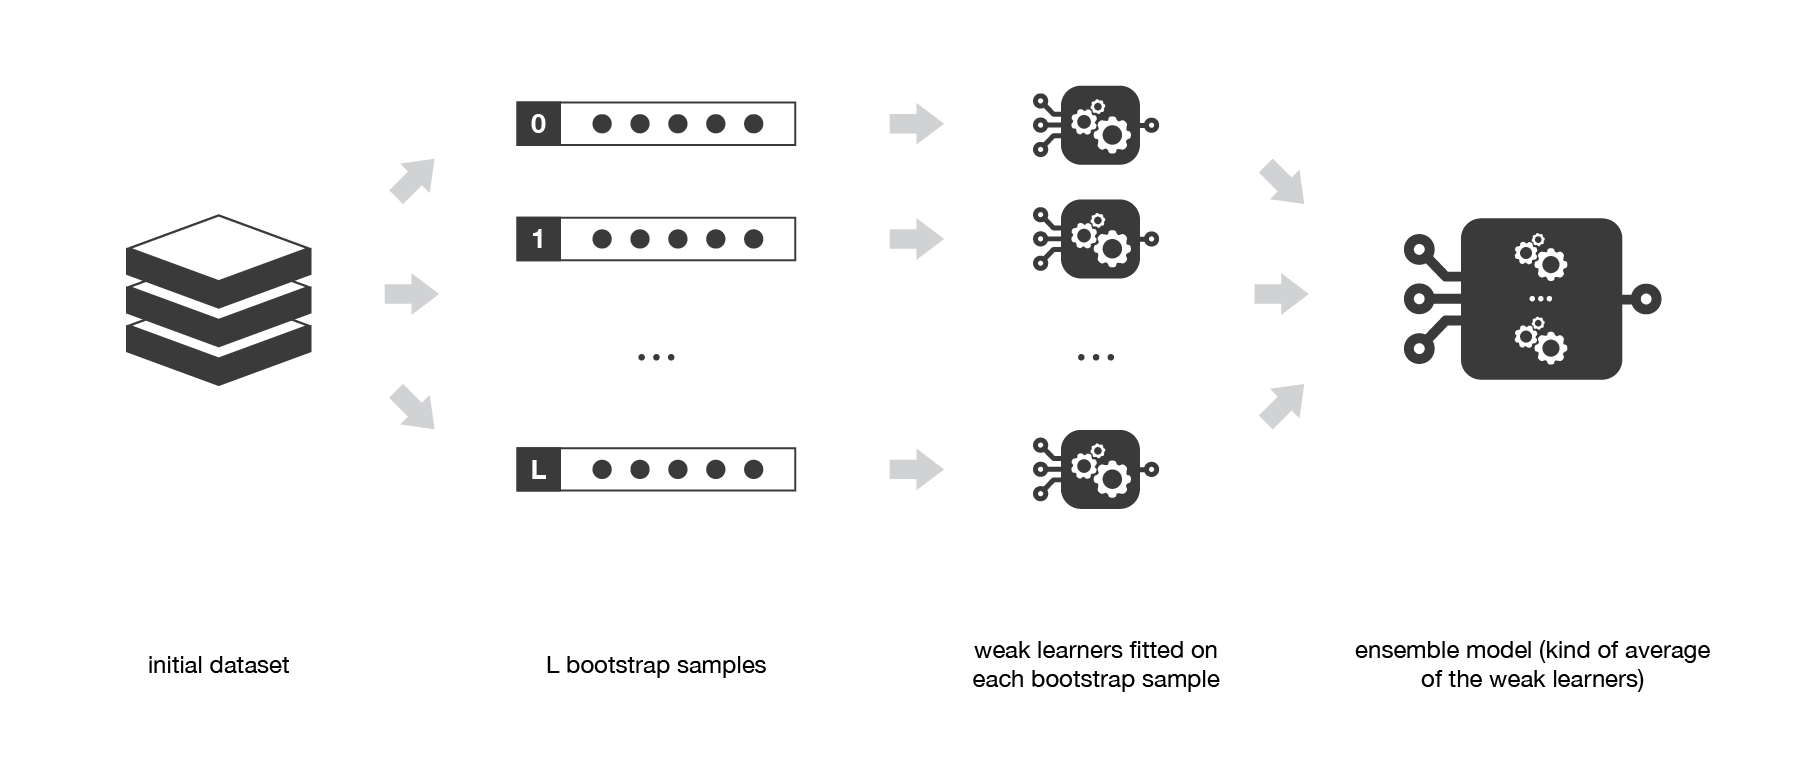 0
1
...
...
...
L
initial dataset
L bootstrap samples
weak learners fitted on
each bootstrap sample
ensemble model (kind of average
of the weak learners)